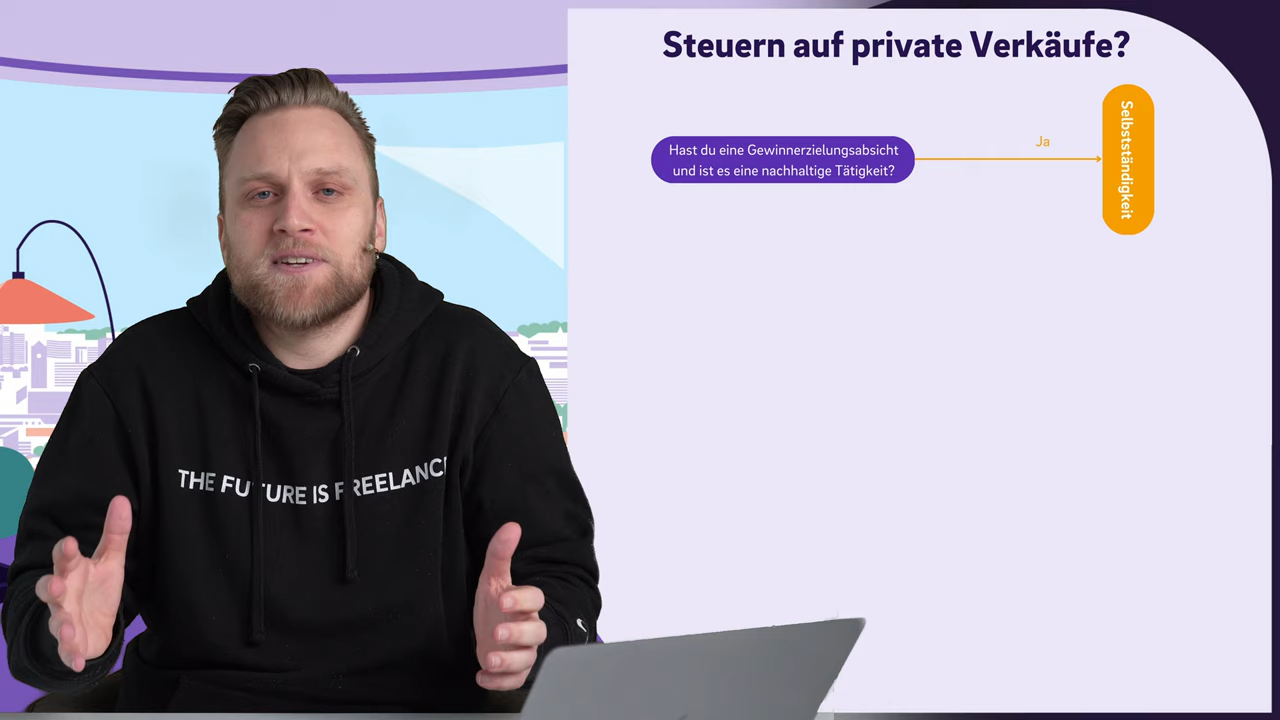 Steuern auf private Verkäufe?
Hast du eine Gewinnerzielungsabsicht
und ist es eine nachhaltige Tätigkeit?
Ja
Selbstständigkeit
THE FUTURE IS FREELANC